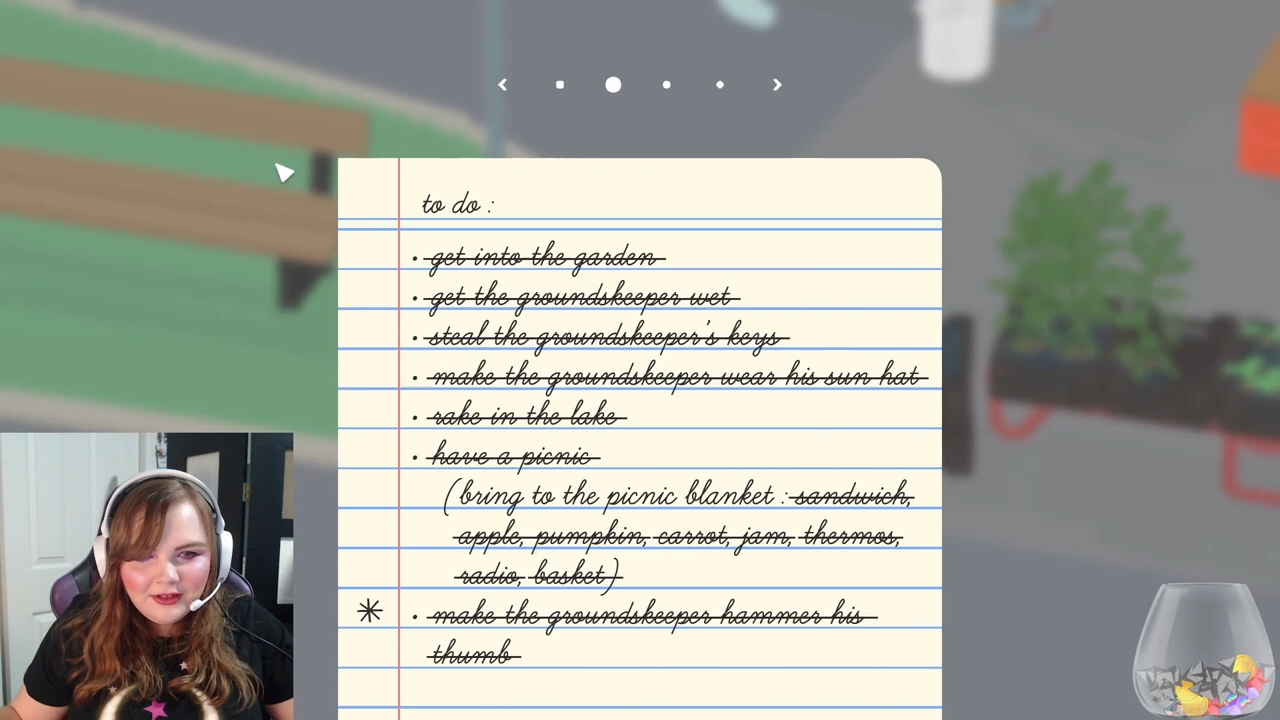 to do :
• get into the garden
• get the groundskeeper wet
• steal the groundskeeper's keys
• make the groundskeeper wear his sun hat
• rake in the lake
• have a picnic
(bring to the picnic blanket : sandwich,
apple, pumpkin, carrot, jam, thermos,
radio, basket)
• make the groundskeeper hammer his
thumb